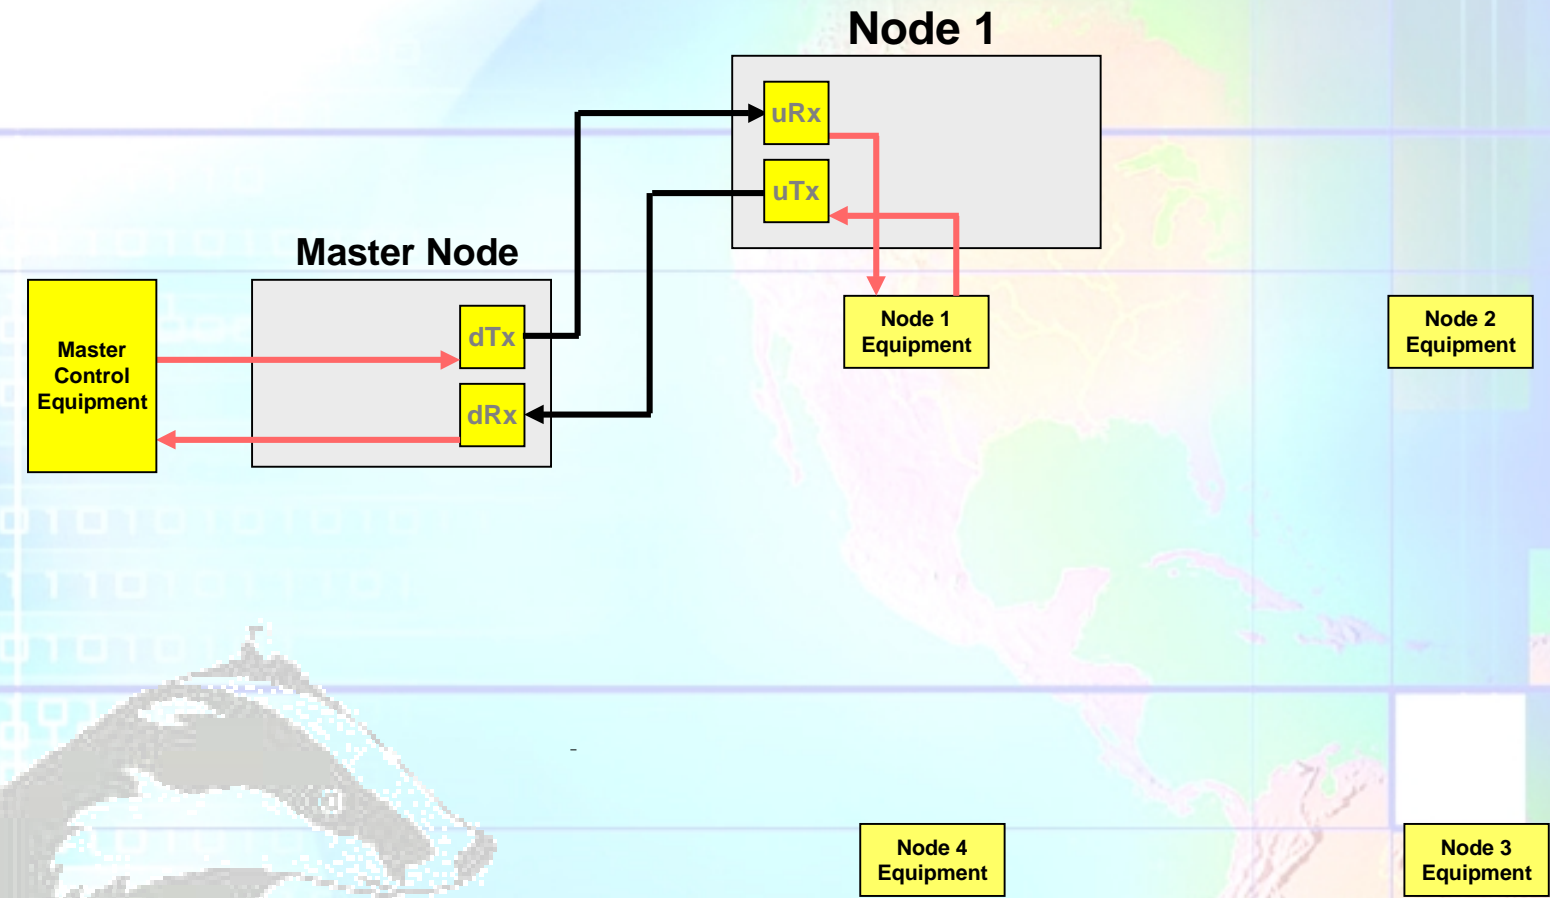 Node 1
uRx
uTx
Master Node
Master
Control
Equipment
dTx
dRx
Node 1
Equipment
Node 2
Equipment
-
Node 4
Equipment
Node 3
Equipment